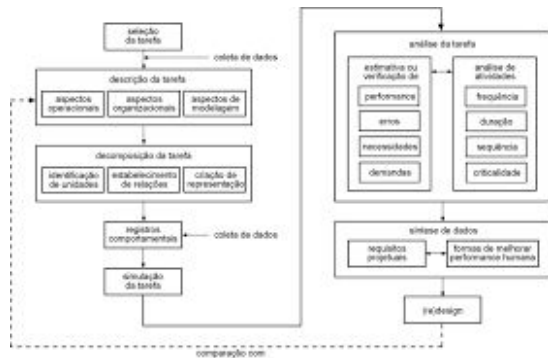 seleção
da tarefa
coleta de dados
descrição da tarefa
aspectos
operacionais
aspectos
organizacionais
aspectos de
modelagem
decomposição da tarefa
identificação
de unidades
estabelecimento
de relações
criação de
representação
registros
comportamentais
coleta de dados
simulação
da tarefa
análise da tarefa
estimativa ou
verificação de
performance
erros
necessidades
demandas
análise de
atividades
frequência
duração
sequência
criticalidade
síntese de dados
requisitos
projetuais
formas de melhorar
performance humana
(re)design
comparação com